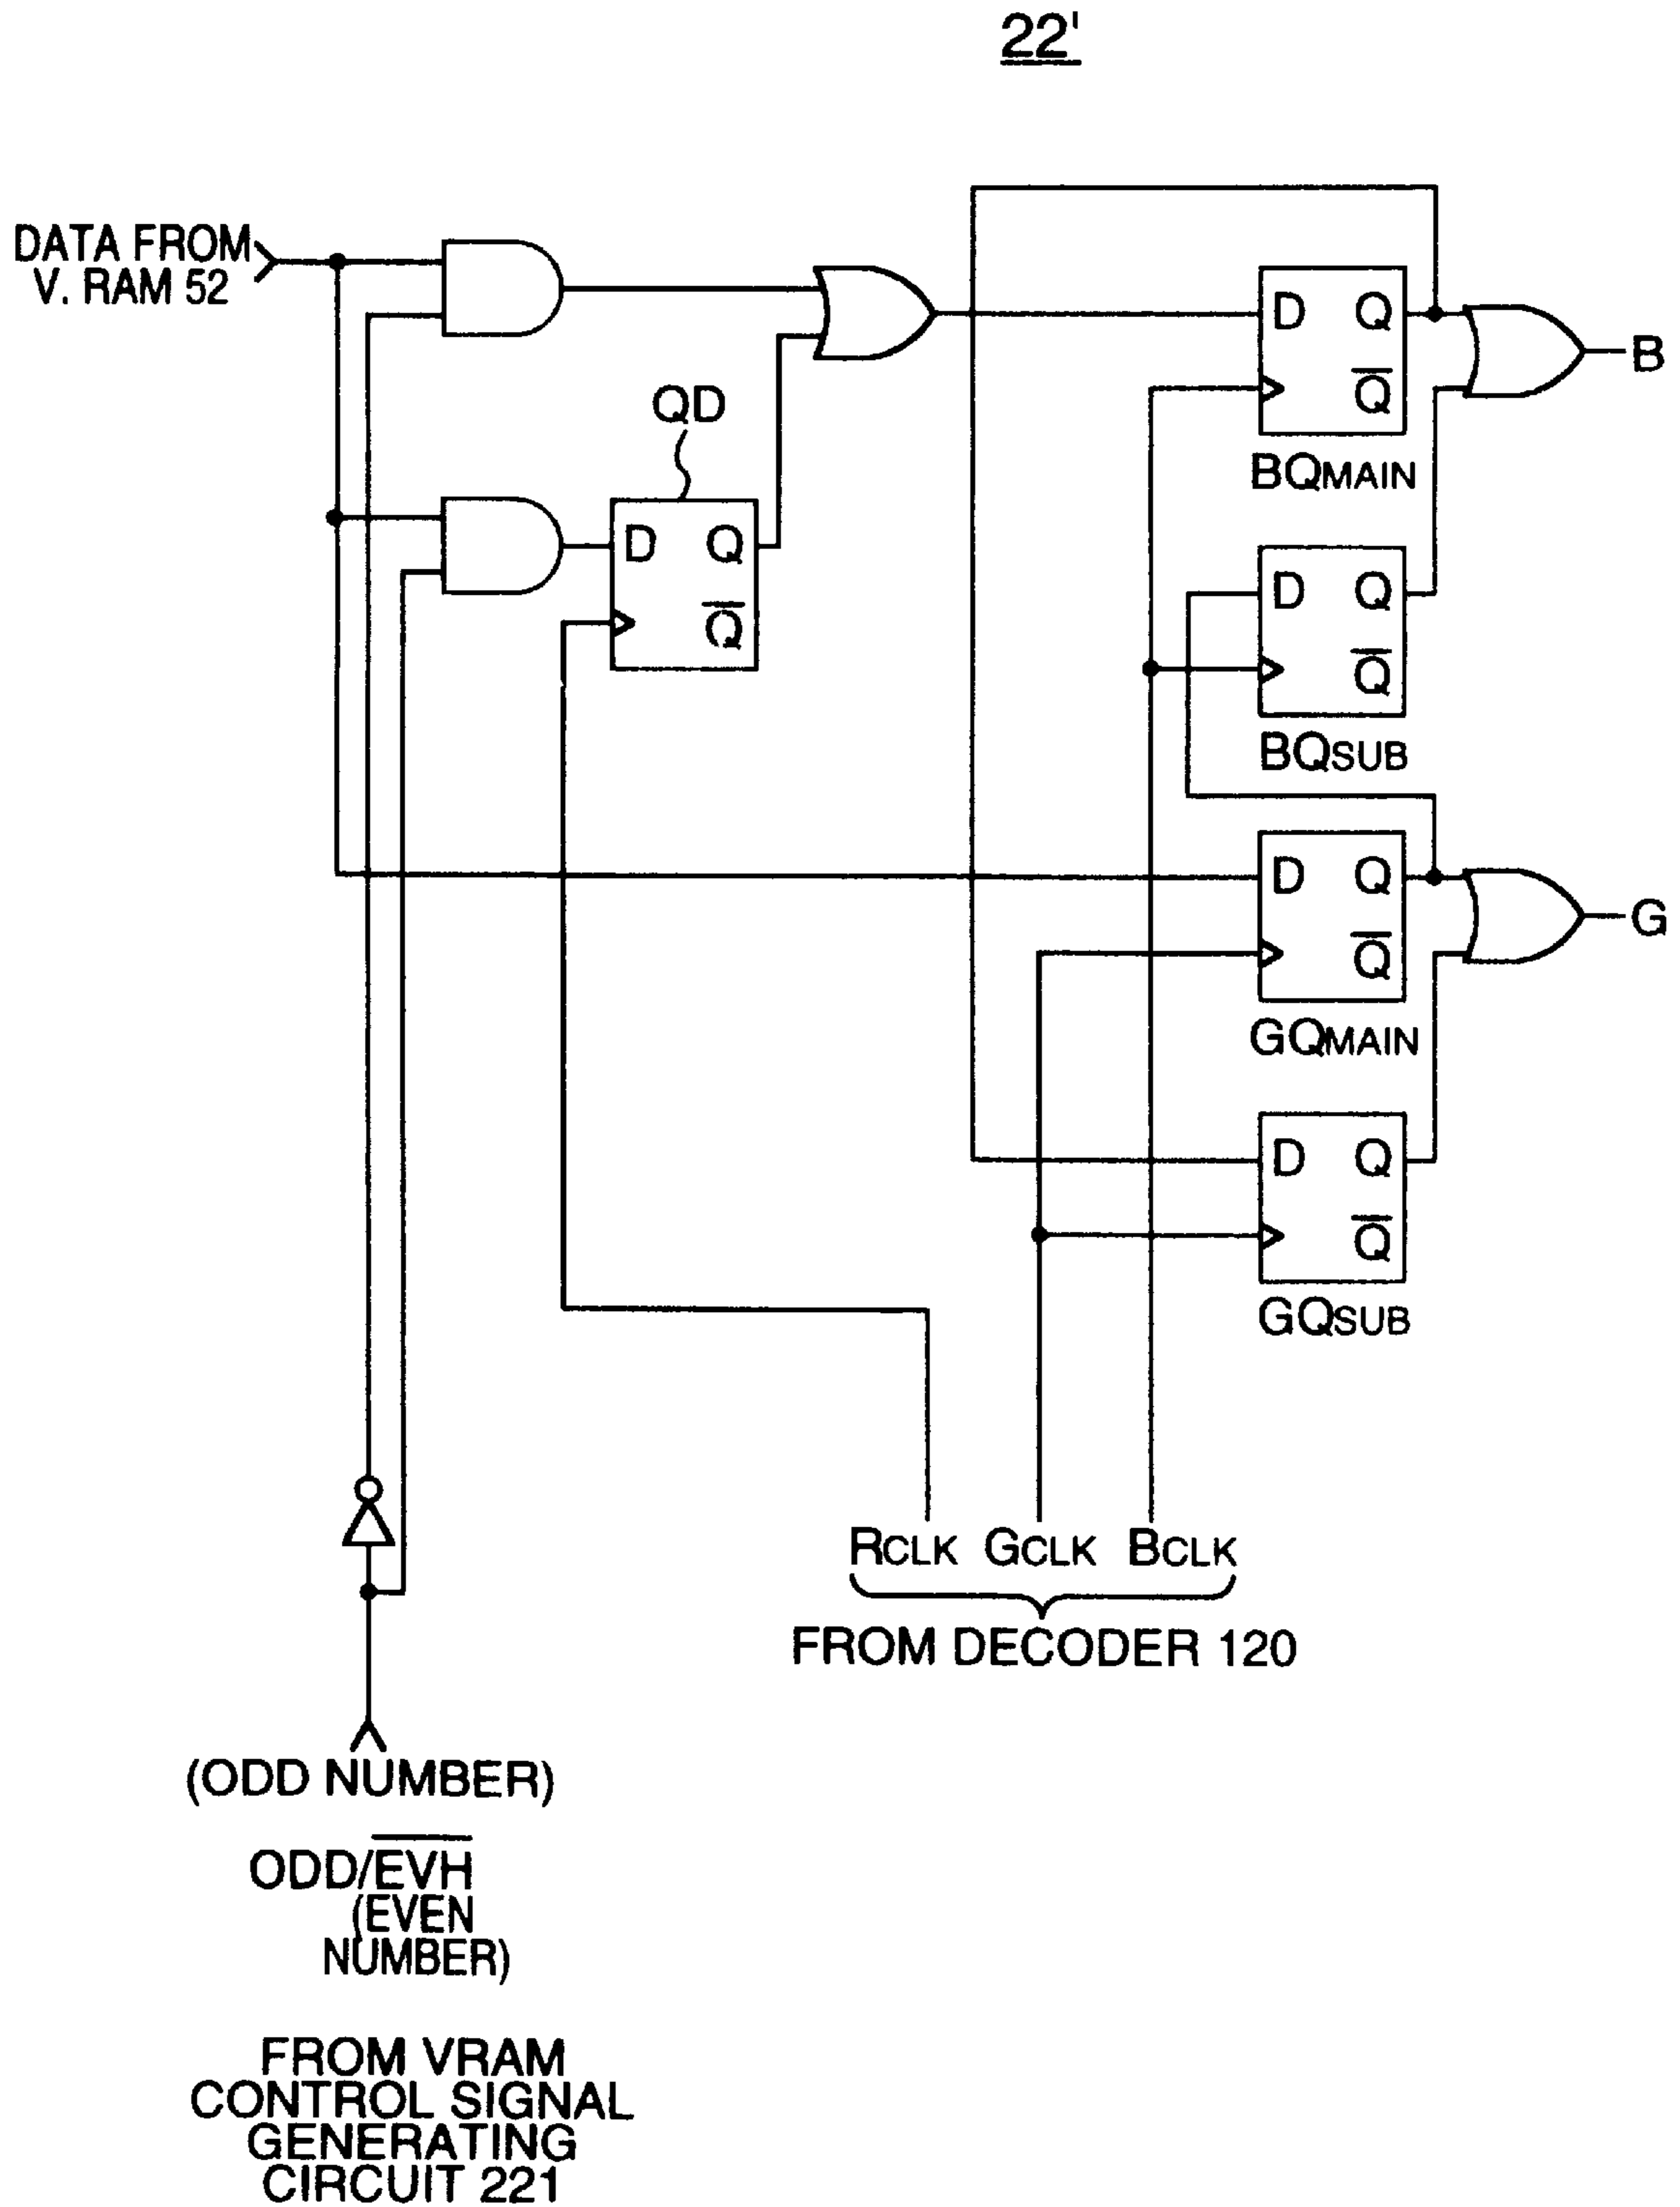 22'
DATA FROM
V. RAM 52
QD
D Q
Q̅
D Q
Q̅
BQMAIN
B
D Q
Q̅
BQSUB
D Q
Q̅
GQMAIN
G
D Q
Q̅
GQSUB
RCLK GCLK BCLK
FROM DECODER 120
(ODD NUMBER)
ODD/E̅V̅H̅
(EVEN
NUMBER)
FROM VRAM
CONTROL SIGNAL
GENERATING
CIRCUIT 221